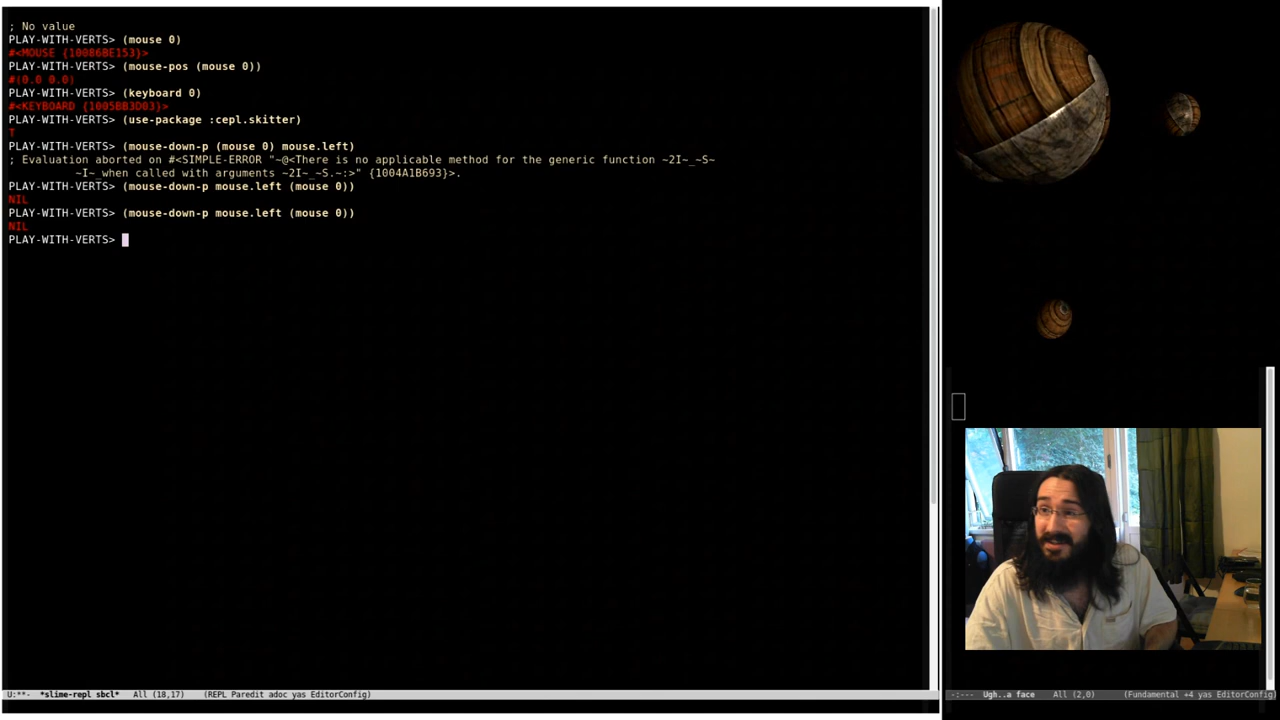 ; No value
PLAY-WITH-VERTS> (mouse 0)
#<MOUSE {10086BE153}>
PLAY-WITH-VERTS> (mouse-pos (mouse 0))
#(0.0 0.0)
PLAY-WITH-VERTS> (keyboard 0)
#<KEYBOARD {1005BB3D03}>
PLAY-WITH-VERTS> (use-package :cepl.skitter)
T
PLAY-WITH-VERTS> (mouse-down-p (mouse 0) mouse.left)
; Evaluation aborted on #<SIMPLE-ERROR "~@<There is no applicable method for the generic function ~2I~_~S~
~I~_when called with arguments ~2I~_~S.~:>" {1004A1B693}>.
PLAY-WITH-VERTS> (mouse-down-p mouse.left (mouse 0))
NIL
PLAY-WITH-VERTS> (mouse-down-p mouse.left (mouse 0))
NIL
PLAY-WITH-VERTS>
U:**- *slime-repl sbcl* All (18,17) (REPL Paredit adoc yas EditorConfig)
-:--- Ugh..a face All (2,0) (Fundamental +4 yas EditorConfig)